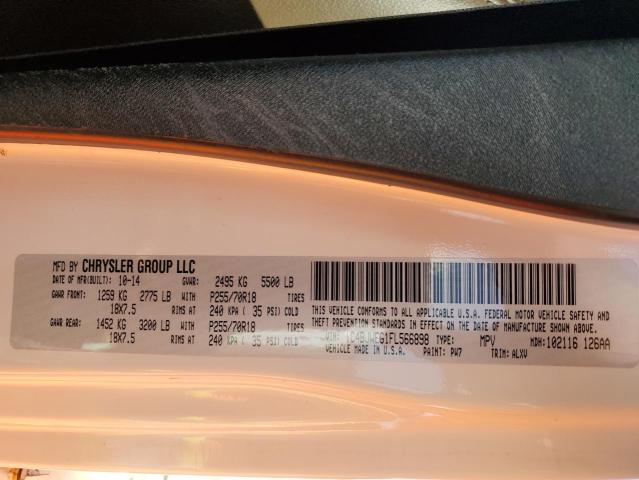 MFD BY CHRYSLER GROUP LLC
DATE OF MFR(BUILT): 10-14 GVWR: 2495 KG 5500 LB
GAWR FRONT: 1259 KG 2775 LB WITH P255/70R18 TIRES
18X7.5 RIMS AT 240 KPA ( 35 PSI) COLD
GAWR REAR: 1452 KG 3200 LB WITH P255/70R18 TIRES
18X7.5 RIMS AT 240 KPA ( 35 PSI) COLD
THIS VEHICLE CONFORMS TO ALL APPLICABLE U.S.A. FEDERAL MOTOR VEHICLE SAFETY AND
THEFT PREVENTION STANDARDS IN EFFECT ON THE DATE OF MANUFACTURE SHOWN ABOVE.
VIN: 1C4BJWEG1FL566898 TYPE: MPV MDH: 102116 126AA
MADE IN U.S.A. PAINT: PW7 TRIM: ALXV